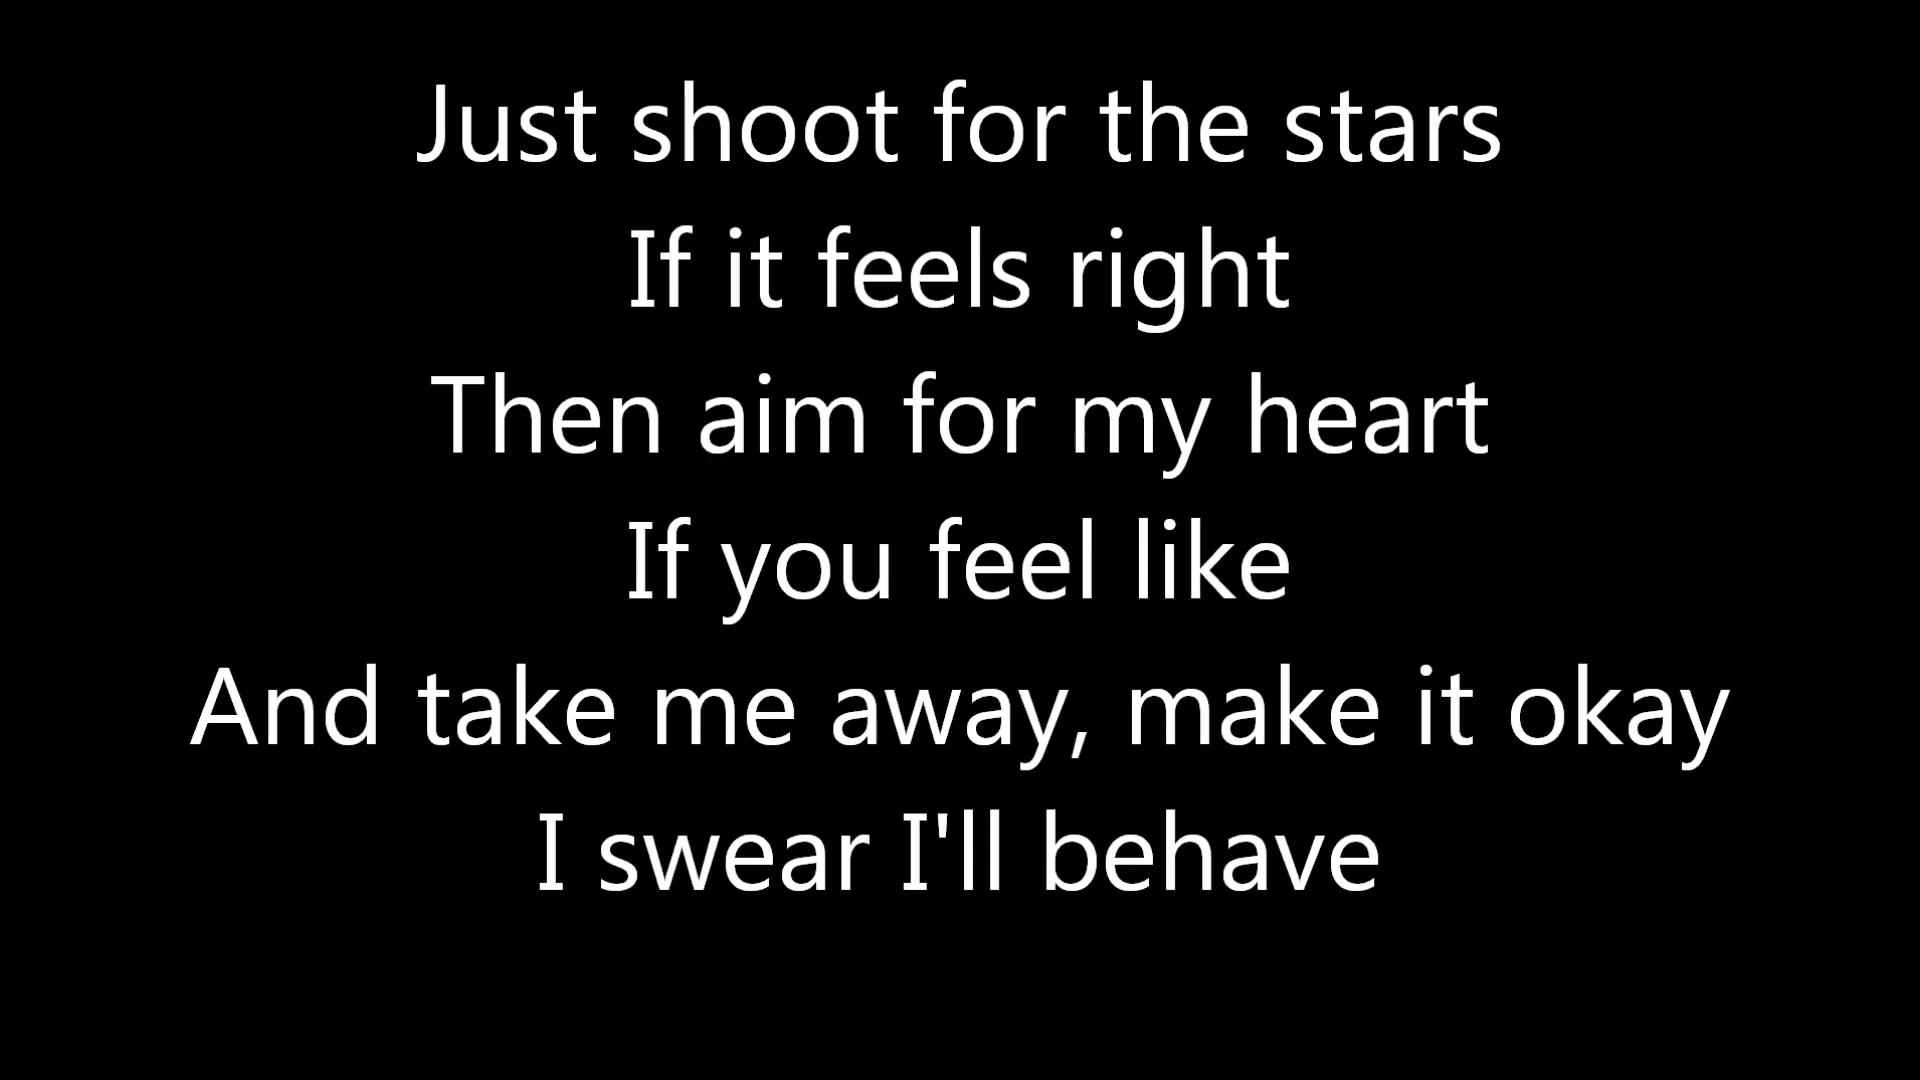 Just shoot for the stars
If it feels right
Then aim for my heart
If you feel like
And take me away, make it okay
I swear I'll behave